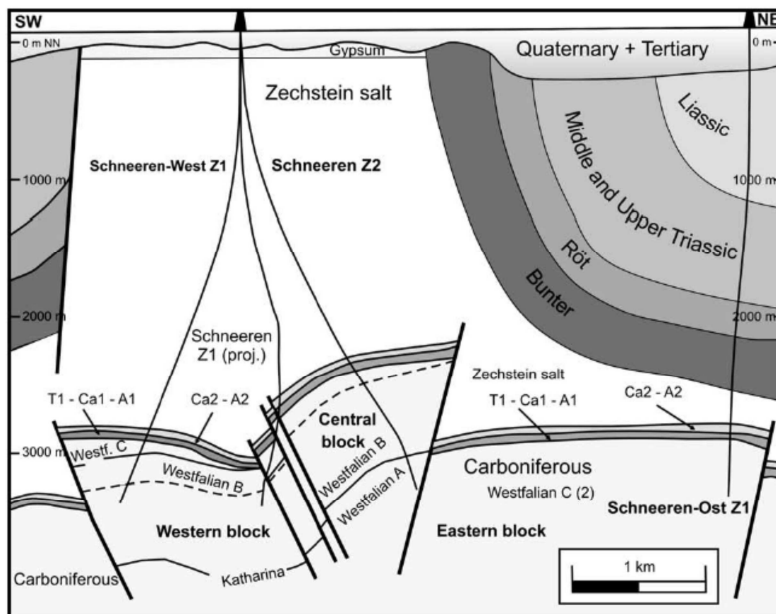 SW
NE
0 m NN
0 m NN
Gypsum
Quaternary + Tertiary
Zechstein salt
Liassic
Schneeren-West Z1
Schneeren Z2
1000 m
1000 m
Middle and Upper Triassic
Röt
Bunter
2000 m
2000 m
Schneeren
Z1 (proj.)
Zechstein salt
T1 - Ca1 - A1
Ca2 - A2
T1 - Ca1 - A1
Ca2 - A2
Central
block
3000 m
Westf. C
Westfalian B
Westfalian B
Westfalian A
Carboniferous
Westfalian C (2)
Schneeren-Ost Z1
Western block
Eastern block
Katharina
Carboniferous
1 km